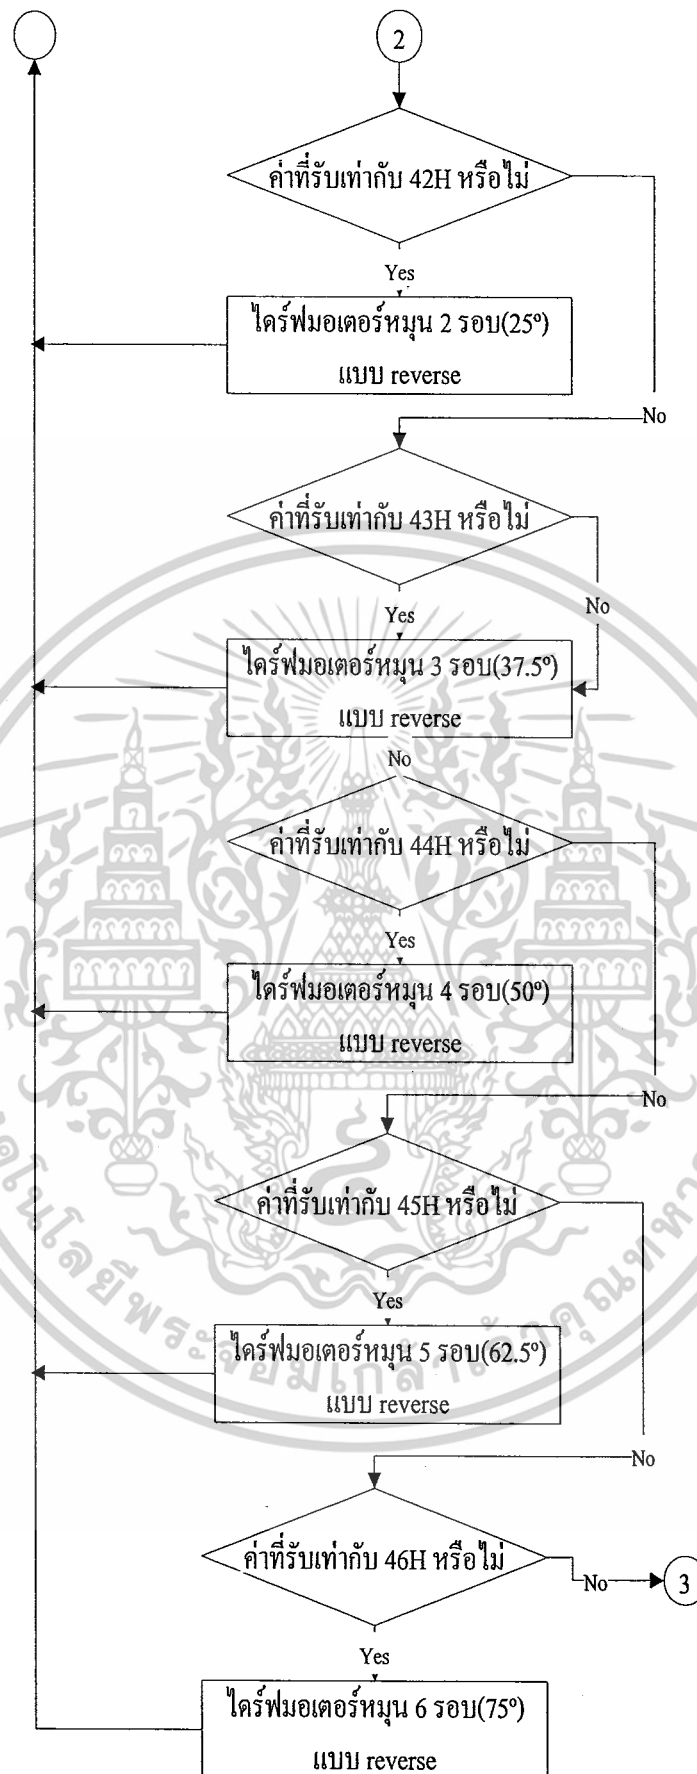 2
ค่าที่รับเท่ากับ 42H หรือไม่
Yes
ไดร์ฟมอเตอร์หมุน 2 รอบ(25º)
แบบ reverse
No
ค่าที่รับเท่ากับ 43H หรือไม่
Yes
No
ไดร์ฟมอเตอร์หมุน 3 รอบ(37.5º)
แบบ reverse
No
ค่าที่รับเท่ากับ 44H หรือไม่
Yes
ไดร์ฟมอเตอร์หมุน 4 รอบ(50º)
แบบ reverse
No
ค่าที่รับเท่ากับ 45H หรือไม่
Yes
ไดร์ฟมอเตอร์หมุน 5 รอบ(62.5º)
แบบ reverse
No
ค่าที่รับเท่ากับ 46H หรือไม่
No
3
Yes
ไดร์ฟมอเตอร์หมุน 6 รอบ(75º)
แบบ reverse